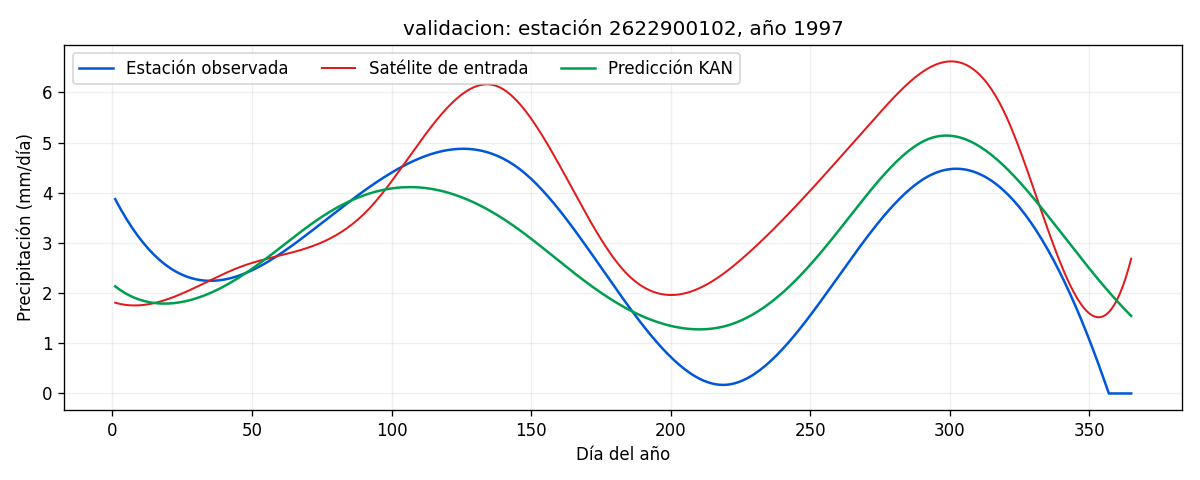 validacion: estación 2622900102, año 1997
Estación observada
Satélite de entrada
Predicción KAN
Precipitación (mm/día)
6
5
4
3
2
1
0
0
50
100
150
200
250
300
350
Día del año